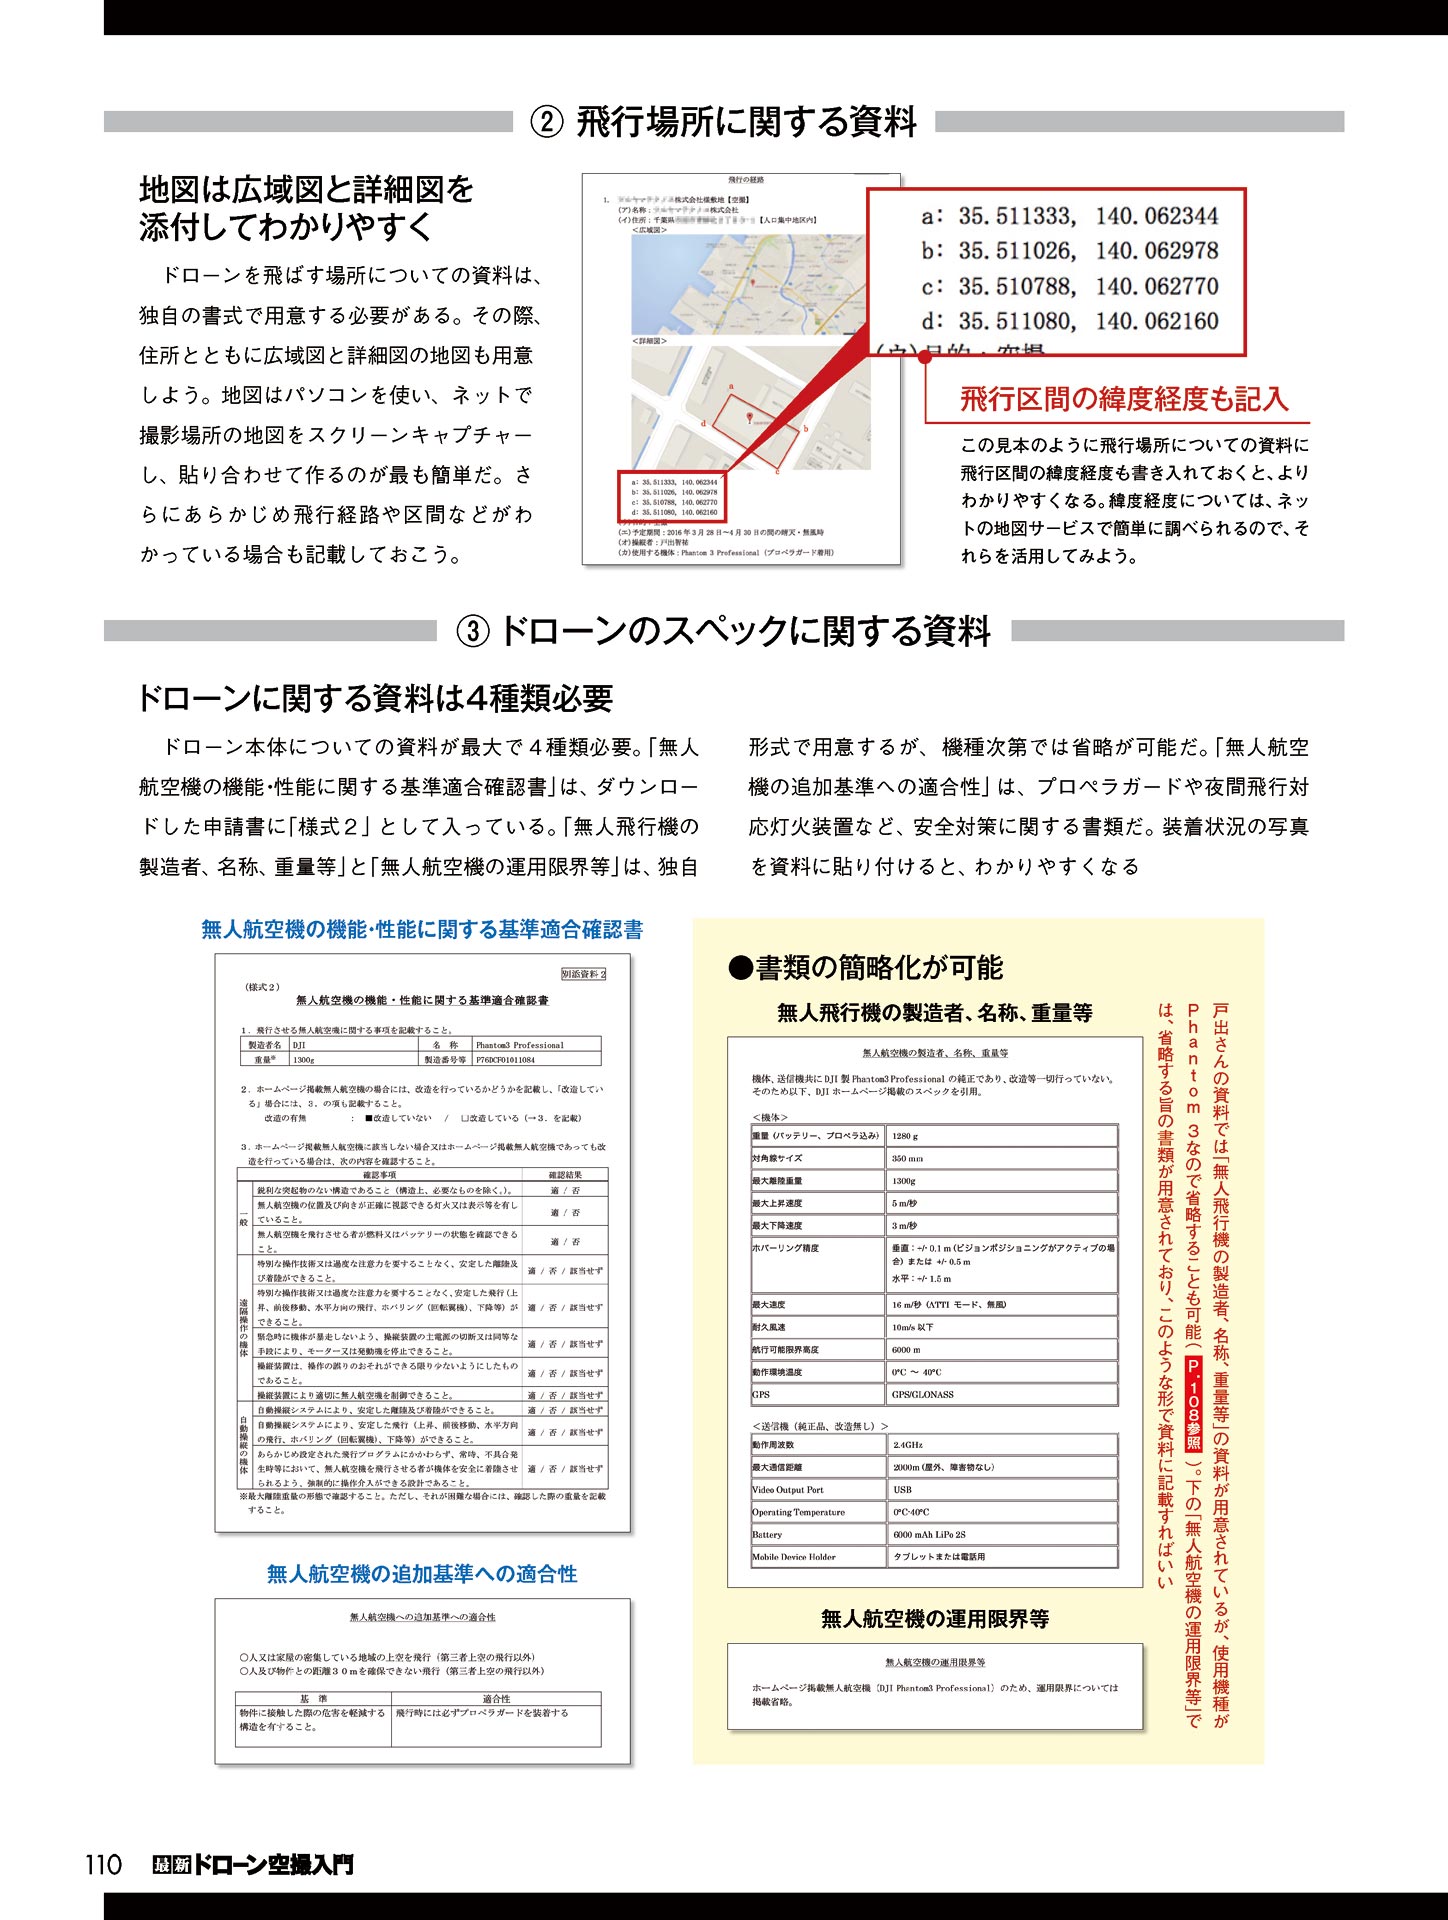 ② 飛行場所に関する資料
地図は広域図と詳細図を
添付してわかりやすく
ドローンを飛ばす場所についての資料は、
独自の書式で用意する必要がある。その際、
住所とともに広域図と詳細図の地図も用意
しよう。地図はパソコンを使い、ネットで
撮影場所の地図をスクリーンキャプチャー
し、貼り合わせて作るのが最も簡単だ。さ
らにあらかじめ飛行経路や区間などがわ
かっている場合も記載しておこう。
飛行の経路
1.
株式会社様敷地【空撮】
(ア)名称:
株式会社
(イ)住所:千葉県
【人口集中地区内】
<広域図>
<詳細図>
a
b
c
d
a: 35.511333, 140.062344
b: 35.511026, 140.062978
c: 35.510788, 140.062770
d: 35.511080, 140.062160
(エ)予定期間:2016年3月28日〜4月30日の間の晴天・無風時
(オ)操縦者:戸出智祐
(カ)使用する機体:Phantom 3 Professional(プロペラガード着用)
a: 35.511333, 140.062344
b: 35.511026, 140.062978
c: 35.510788, 140.062770
d: 35.511080, 140.062160
(ウ)目的:空撮
飛行区間の緯度経度も記入
この見本のように飛行場所についての資料に
飛行区間の緯度経度も書き入れておくと、より
わかりやすくなる。緯度経度については、ネッ
トの地図サービスで簡単に調べられるので、そ
れらを活用してみよう。
③ ドローンのスペックに関する資料
ドローンに関する資料は4種類必要
ドローン本体についての資料が最大で4種類必要。「無人
航空機の機能・性能に関する基準適合確認書」は、ダウンロー
ドした申請書に「様式2」として入っている。「無人飛行機の
製造者、名称、重量等」と「無人航空機の運用限界等」は、独自
形式で用意するが、機種次第では省略が可能だ。「無人航空
機の追加基準への適合性」は、プロペラガードや夜間飛行対
応灯火装置など、安全対策に関する書類だ。装着状況の写真
を資料に貼り付けると、わかりやすくなる
無人航空機の機能・性能に関する基準適合確認書
別添資料2
(様式2)
無人航空機の機能・性能に関する基準適合確認書
1.飛行させる無人航空機に関する事項を記載すること。
製造者名 DJI 名 称 Phantom3 Professional
重量※ 1300g 製造番号等 P76DCF01011084
2.ホームページ掲載無人航空機の場合には、改造を行っているかどうかを記載し、「改造してい
る」場合には、3.の項も記載すること。
改造の有無 : ■改造していない / □改造している(→3.を記載)
3.ホームページ掲載無人航空機に該当しない場合又はホームページ掲載無人航空機であっても改
造を行っている場合は、次の内容を確認すること。
確認事項 確認結果
一般
鋭利な突起物のない構造であること(構造上、必要なものを除く。)。 適 / 否
無人航空機の位置及び向きが正確に視認できる灯火又は表示等を有し
ていること。 適 / 否
無人航空機を飛行させる者が燃料又はバッテリーの状態を確認できる
こと。 適 / 否
遠隔操作の機体
特別な操作技術又は過度な注意力を要することなく、安定した離陸及
び着陸ができること。 適 / 否 / 該当せず
特別な操作技術又は過度な注意力を要することなく、安定した飛行(上
昇、前後移動、水平方向の飛行、ホバリング(回転翼機)、下降等)が
できること。 適 / 否 / 該当せず
緊急時に機体が暴走しないよう、操縦装置の主電源の切断又は同等な
手段により、モーター又は発動機を停止できること。 適 / 否 / 該当せず
操縦装置は、操作の誤りのおそれができる限り少ないようにしたもの
であること。 適 / 否 / 該当せず
操縦装置により適切に無人航空機を制御できること。 適 / 否 / 該当せず
自動操縦の機体
自動操縦システムにより、安定した離陸及び着陸ができること。 適 / 否 / 該当せず
自動操縦システムにより、安定した飛行(上昇、前後移動、水平方向
の飛行、ホバリング(回転翼機)、下降等)ができること。 適 / 否 / 該当せず
あらかじめ設定された飛行プログラムにかかわらず、常時、不具合発
生時等において、無人航空機を飛行させる者が機体を安全に着陸させ
られるよう、強制的に操作介入ができる設計であること。 適 / 否 / 該当せず
※最大離陸重量の形態で確認すること。ただし、それが困難な場合には、確認した際の重量を記載
すること。
無人航空機の追加基準への適合性
無人航空機への追加基準への適合性
○人又は家屋の密集している地域の上空を飛行(第三者上空の飛行以外)
○人及び物件との距離30mを確保できない飛行(第三者上空の飛行以外)
基 準 適合性
物件に接触した際の危害を軽減する 飛行時には必ずプロペラガードを装着する
構造を有すること。
●書類の簡略化が可能
無人飛行機の製造者、名称、重量等
無人航空機の製造者、名称、重量等
機体、送信機共にDJI製Phantom3 Professionalの純正であり、改造等一切行っていない。
そのため以下、DJIホームページ掲載のスペックを引用。
<機体>
重量(バッテリー、プロペラ込み) 1280 g
対角線サイズ 350 mm
最大離陸重量 1300g
最大上昇速度 5 m/秒
最大下降速度 3 m/秒
ホバーリング精度 垂直:+/- 0.1 m (ビジョンポジショニングがアクティブの場
合) または +/- 0.5 m
水平:+/- 1.5 m
最大速度 16 m/秒 (ATTI モード、無風)
耐久風速 10m/s 以下
航行可能限界高度 6000 m
動作環境温度 0℃ 〜 40℃
GPS GPS/GLONASS
<送信機(純正品、改造無し)>
動作周波数 2.4GHz
最大通信距離 2000m (屋外、障害物なし)
Video Output Port USB
Operating Temperature 0℃-40℃
Battery 6000 mAh LiPo 2S
Mobile Device Holder タブレットまたは電話用
無人航空機の運用限界等
無人航空機の運用限界等
ホームページ掲載無人航空機(DJI Phantom3 Professional)のため、運用限界については
掲載省略。
戸出さんの資料では「無人飛行機の製造者、名称、重量等」の資料が用意されているが、使用機種が
Phantom 3なので省略することも可能(P.108参照)。下の「無人航空機の運用限界等」で
は、省略する旨の書類が用意されており、このような形で資料に記載すればいい
110 最新ドローン空撮入門